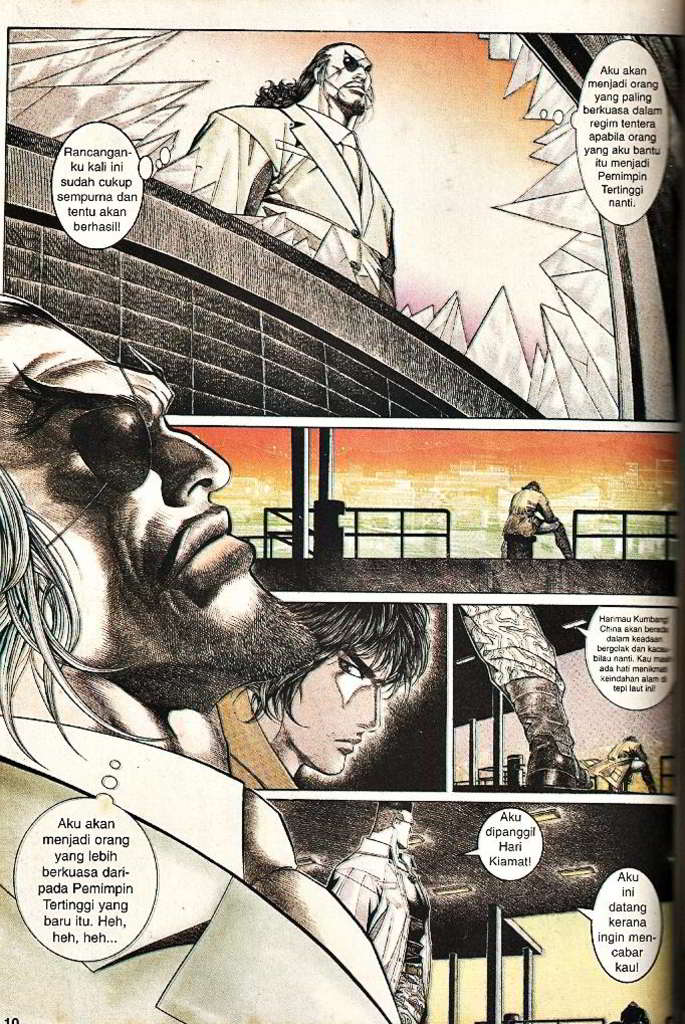 Aku akan
menjadi orang
yang paling
berkuasa dalam
regim tentera
apabila orang
yang aku bantu
itu menjadi
Pemimpin
Tertinggi
nanti.
Rancangan-
ku kali ini
sudah cukup
sempurna dan
tentu akan
berhasil!
Harimau Kumbang!
China akan berada
dalam keadaan
bergolak dan kacau-
bilau nanti. Kau masih
ada hati menikmati
keindahan alam di
tepi laut ini!
Aku akan
menjadi orang
yang lebih
berkuasa dari-
pada Pemimpin
Tertinggi yang
baru itu. Heh,
heh, heh...
Aku
dipanggil
Hari
Kiamat!
Aku
ini
datang
kerana
ingin men-
cabar
kau!
10